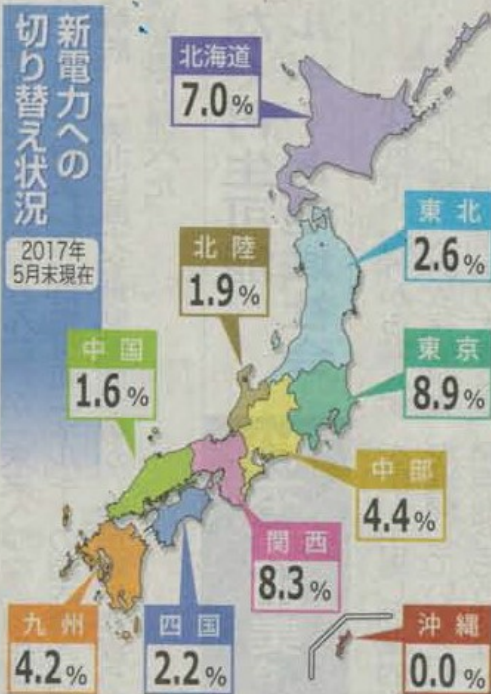 新電力への
切り替え状況
2017年
5月末現在
北海道
7.0%
東北
2.6%
北陸
1.9%
中国
1.6%
東京
8.9%
中部
4.4%
関西
8.3%
九州
4.2%
四国
2.2%
沖縄
0.0%